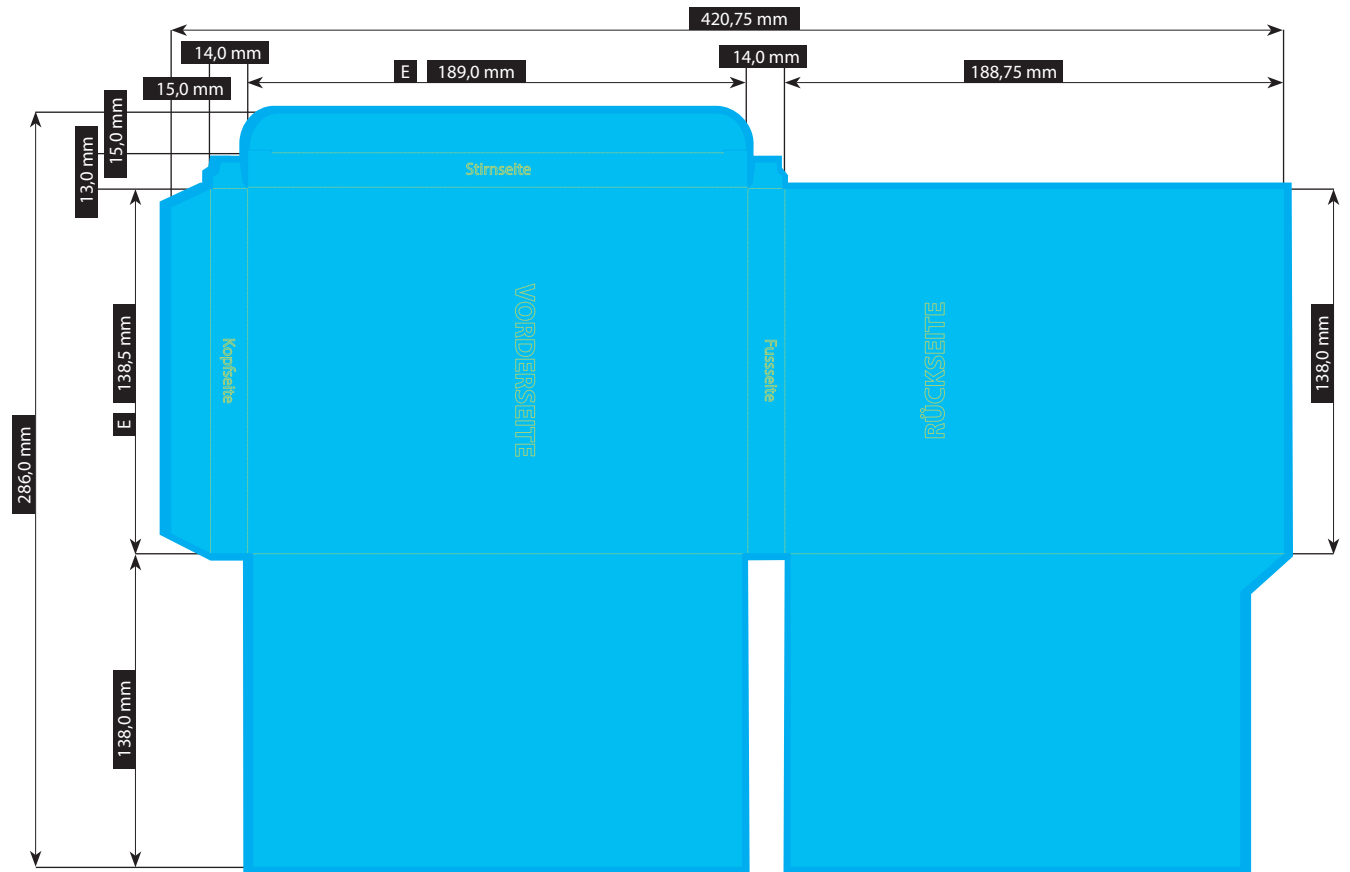 420,75 mm
14,0 mm
14,0 mm
E 189,0 mm
188,75 mm
15,0 mm
15,0 mm
13,0 mm
Stirnseite
VORDERSEITE
RÜCKSEITE
Kopfseite
Fussseite
E 138,5 mm
138,0 mm
286,0 mm
138,0 mm